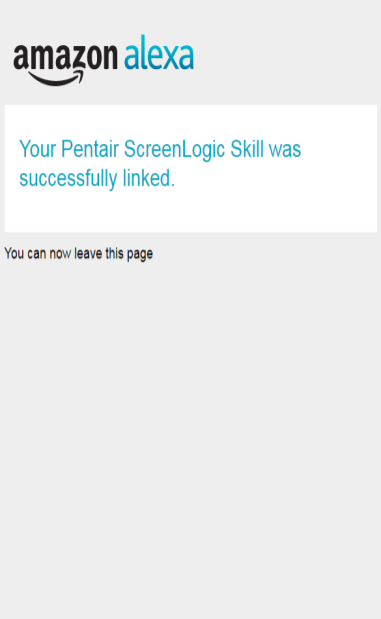 amazon alexa
Your Pentair ScreenLogic Skill was
successfully linked.
You can now leave this page